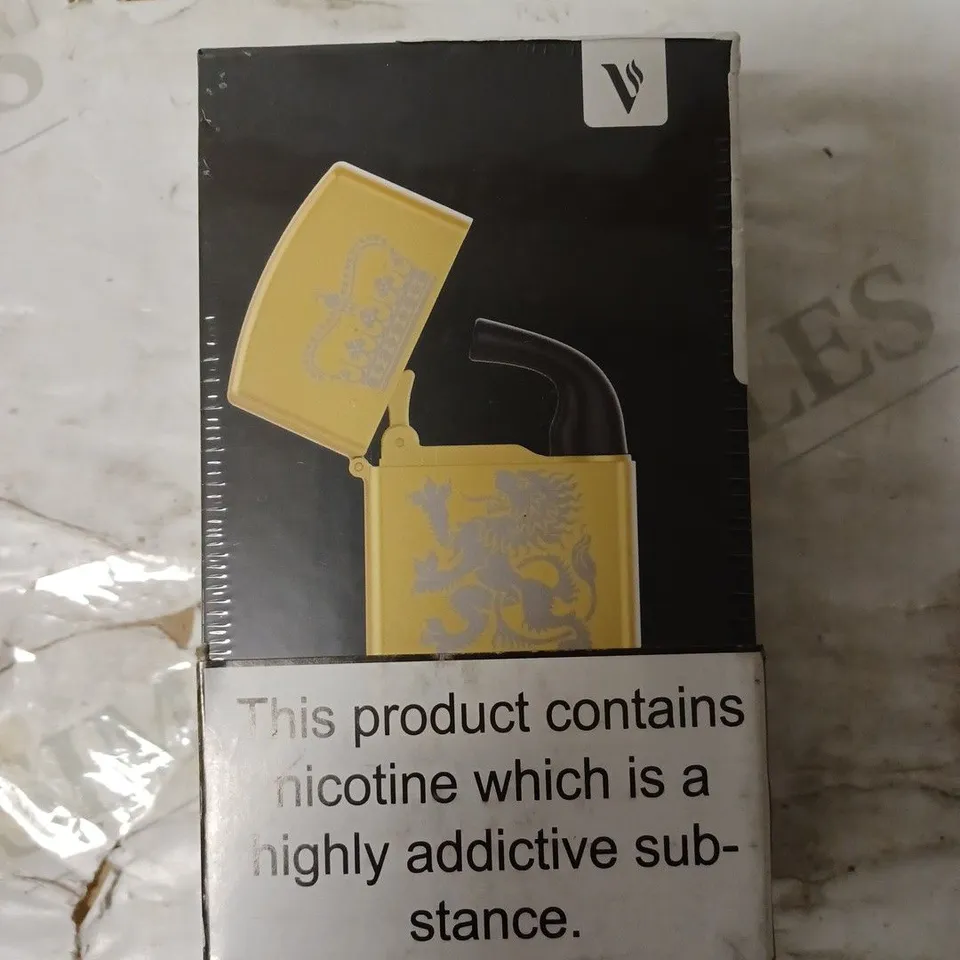 V
This product contains
nicotine which is a
highly addictive sub-
stance.